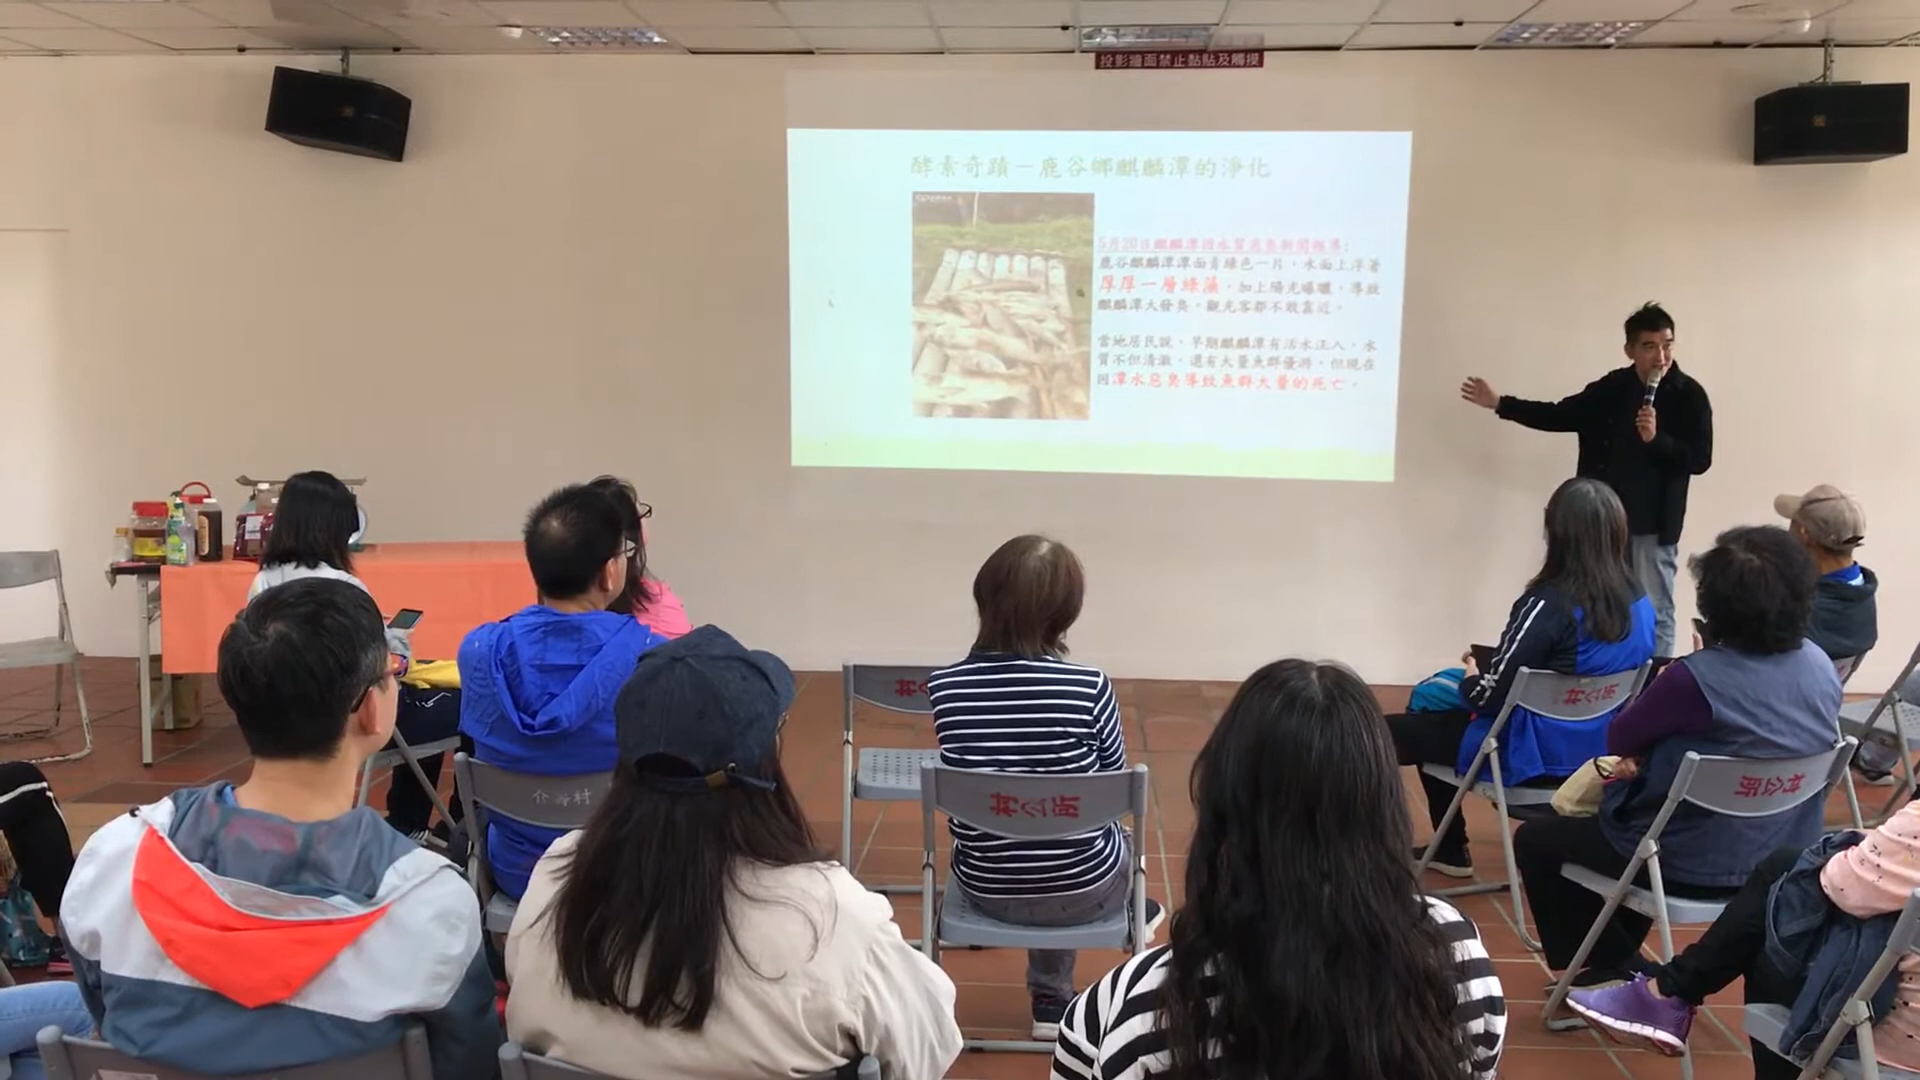 投影牆面禁止黏貼及觸摸
酵素奇蹟－鹿谷鄉麒麟潭的淨化
5月20日麒麟潭因水質惡臭新聞報導:
鹿谷麒麟潭潭面青綠色一片，水面上浮著
厚厚一層綠藻，加上陽光曝曬，導致
麒麟潭大發臭，觀光客都不敢靠近。
當地居民說，早期麒麟潭有活水注入，水
質不但清澈，還有大量魚群優游，但現在
因潭水惡臭導致魚群大量的死亡。
村公所
村公所
村公所
村公所